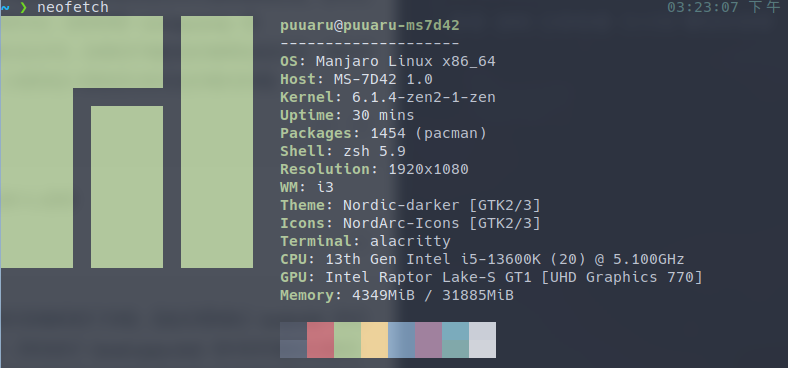 ~ ❯ neofetch 03:23:07 下午
puuaru@puuaru-ms7d42
--------------------
OS: Manjaro Linux x86_64
Host: MS-7D42 1.0
Kernel: 6.1.4-zen2-1-zen
Uptime: 30 mins
Packages: 1454 (pacman)
Shell: zsh 5.9
Resolution: 1920x1080
WM: i3
Theme: Nordic-darker [GTK2/3]
Icons: NordArc-Icons [GTK2/3]
Terminal: alacritty
CPU: 13th Gen Intel i5-13600K (20) @ 5.100GHz
GPU: Intel Raptor Lake-S GT1 [UHD Graphics 770]
Memory: 4349MiB / 31885MiB